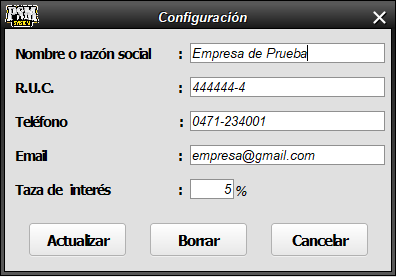 P&M
SYSTEM
Configuración
Nombre o razón social : Empresa de Prueba
R.U.C. : 444444-4
Teléfono : 0471-234001
Email : empresa@gmail.com
Taza de interés : 5 %
Actualizar Borrar Cancelar